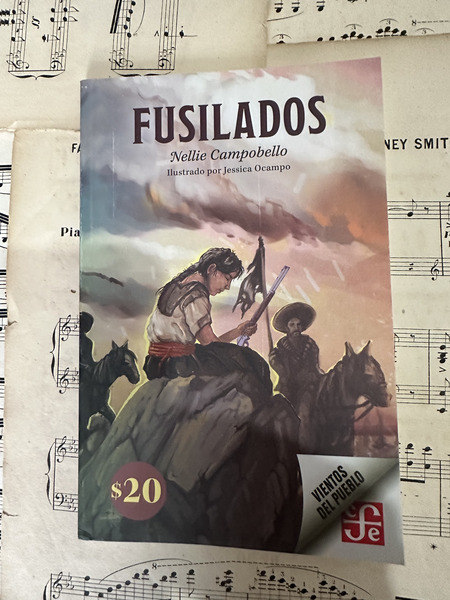 FUSILADOS
Nellie Campobello
Ilustrado por Jessica Ocampo
NEY SMIT
Pia
$20
VIENTOS
DEL PUEBLO
fce